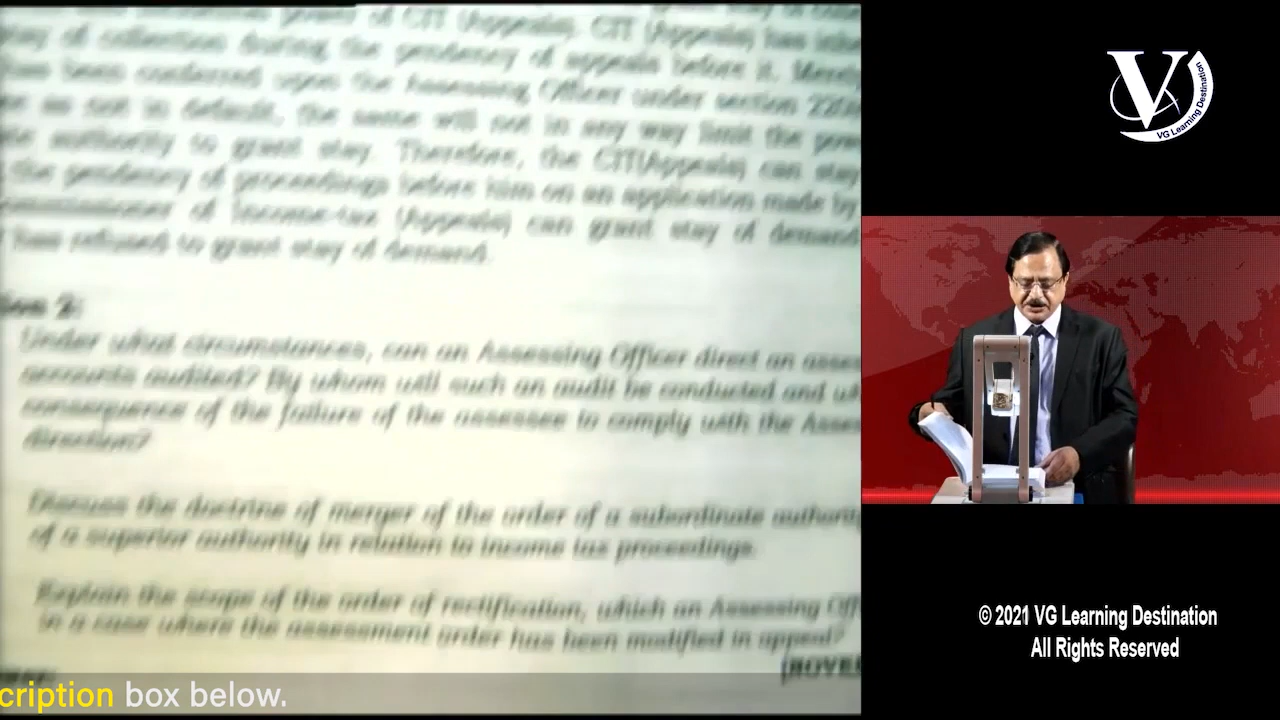 of CIT (Appeals). CIT (Appeals) has
of collection during the pendency of appeals before it. Merely
has been conferred upon the Assessing Officer under section
as not in default, the same will not in any way limit the
authority to grant stay. Therefore, the CIT(Appeals) can stay
the pendency of proceedings before him on an application made by
of Income-tax (Appeals) can grant stay of demand
has refused to grant stay of demand.
2:
Under what circumstances, can an Assessing Officer direct an
accounts audited? By whom will such an audit be conducted and
consequence of the failure of the assessee to comply with the
direction?
Discuss the doctrine of merger of the order of a subordinate
of a superior authority in relation to income tax proceedings.
Explain the scope of the order of rectification, which an Assessing
in a case where the assessment order has been modified in appeal?
cription box below.
V
VG Learning Destination
© 2021 VG Learning Destination
All Rights Reserved